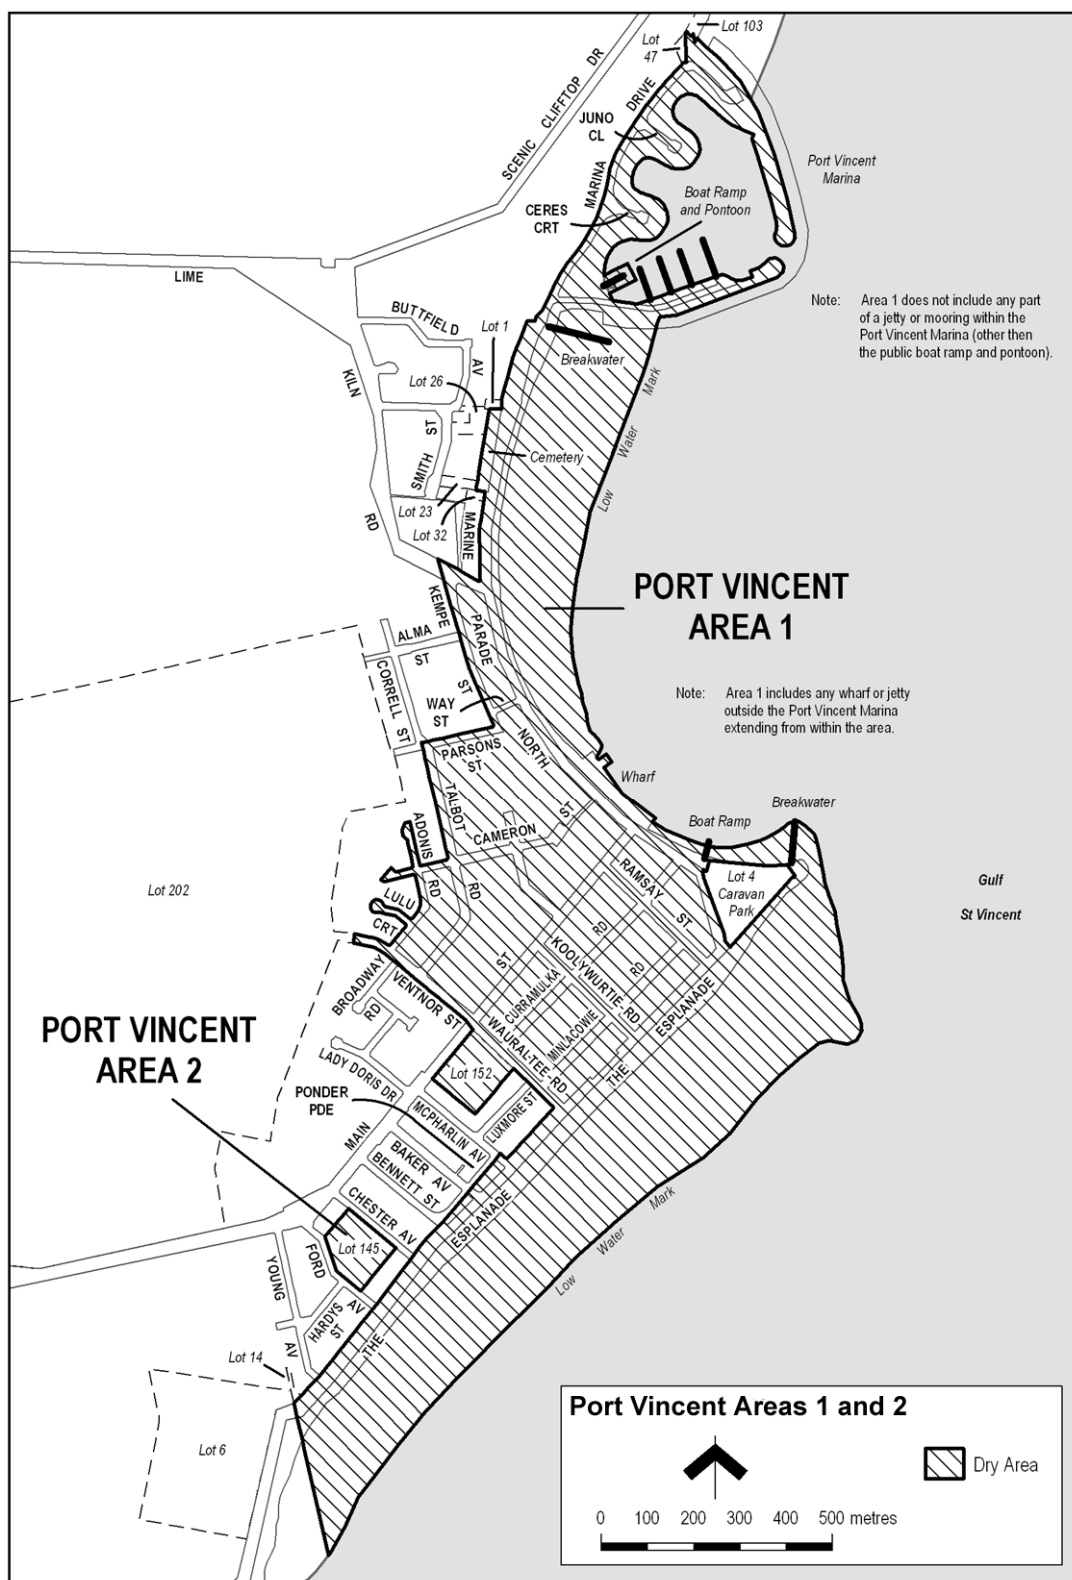 Lot 103
Lot
47
SCENIC CLIFFTOP DR
MARINA DRIVE
JUNO
CL
Port Vincent
Marina
Boat Ramp
and Pontoon
CERES
CRT
LIME
KILN
RD
Note: Area 1 does not include any part
of a jetty or mooring within the
Port Vincent Marina (other then
the public boat ramp and pontoon).
BUTTFIELD
AV
Lot 1
Breakwater
Lot 26
Low Water Mark
SMITH ST
Cemetery
Lot 23
Lot 32
MARINE
PARADE
PORT VINCENT
AREA 1
KEMPE
ST
ALMA
ST
CORRELL ST
WAY
ST
Note: Area 1 includes any wharf or jetty
outside the Port Vincent Marina
extending from within the area.
NORTH
PARSONS
ST
Wharf
TALBOT
RD
ADONIS
RD
CAMERON ST
Breakwater
Boat Ramp
Lot 4
Caravan
Park
RAMSAY ST
Lot 202
LULU
CRT
Gulf
St Vincent
KOOLYWURTIE RD
CURRAMULKA RD
ST
MINLACOWIE RD
WAURALTEE RD
THE ESPLANADE
BROADWAY
RD
VENTNOR ST
PORT VINCENT
AREA 2
LADY DORIS DR
Lot 152
PONDER
PDE
MCPHARLIN AV
LUXMORE ST
MAIN
BAKER AV
BENNETT ST
CHESTER AV
THE ESPLANADE
Low Water Mark
Lot 145
FORD
AV
YOUNG
AV
HARDYS
ST
Lot 14
Lot 6
Port Vincent Areas 1 and 2
Dry Area
0 100 200 300 400 500 metres